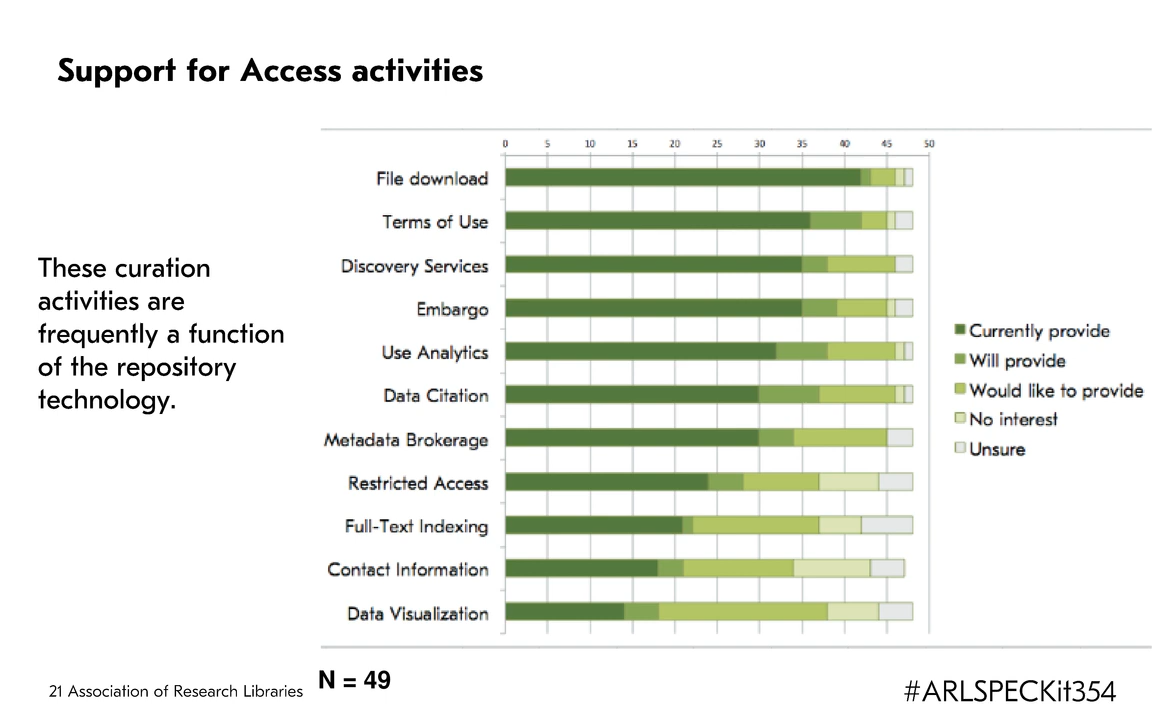 Support for Access activities
These curation
activities are
frequently a function
of the repository
technology.
0 5 10 15 20 25 30 35 40 45 50
File download
Terms of Use
Discovery Services
Embargo
Use Analytics
Data Citation
Metadata Brokerage
Restricted Access
Full-Text Indexing
Contact Information
Data Visualization
Currently provide
Will provide
Would like to provide
No interest
Unsure
N = 49
21 Association of Research Libraries
#ARLSPECKit354